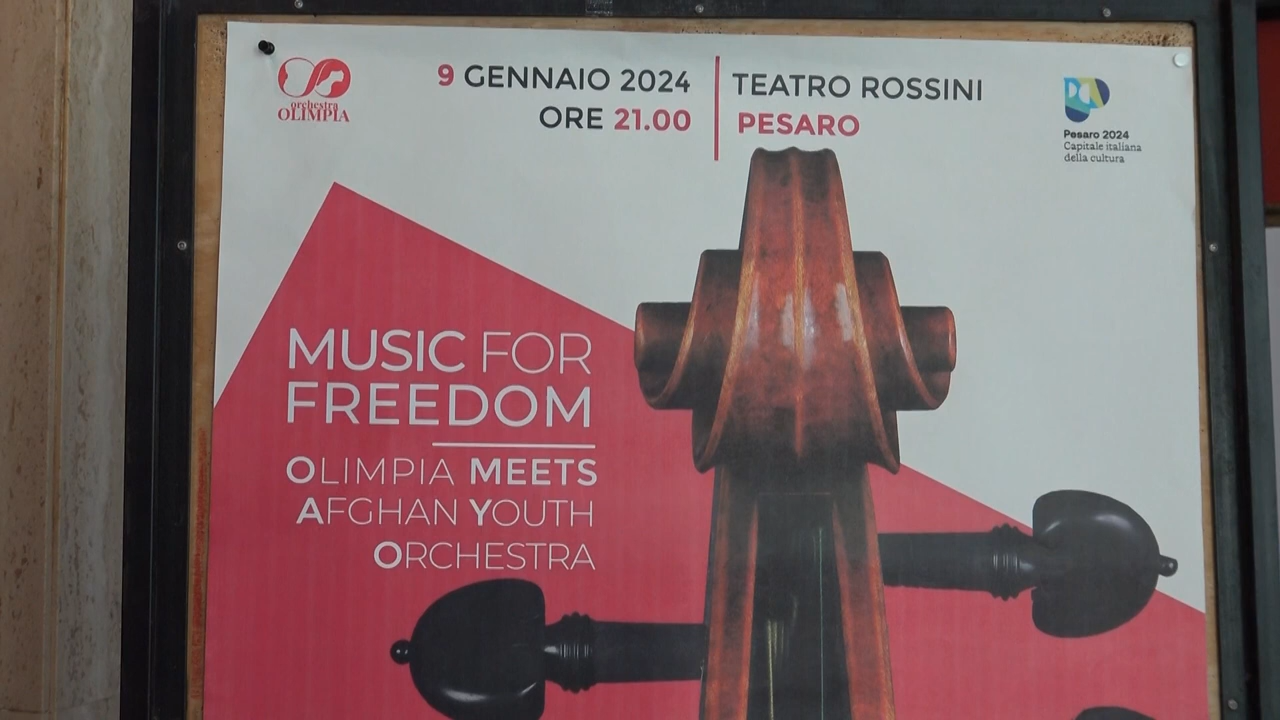 orchestra
OLIMPIA
9 GENNAIO 2024
ORE 21.00
TEATRO ROSSINI
PESARO
Pesaro 2024
Capitale italiana
della cultura
MUSIC FOR
FREEDOM
OLIMPIA MEETS
AFGHAN YOUTH
ORCHESTRA